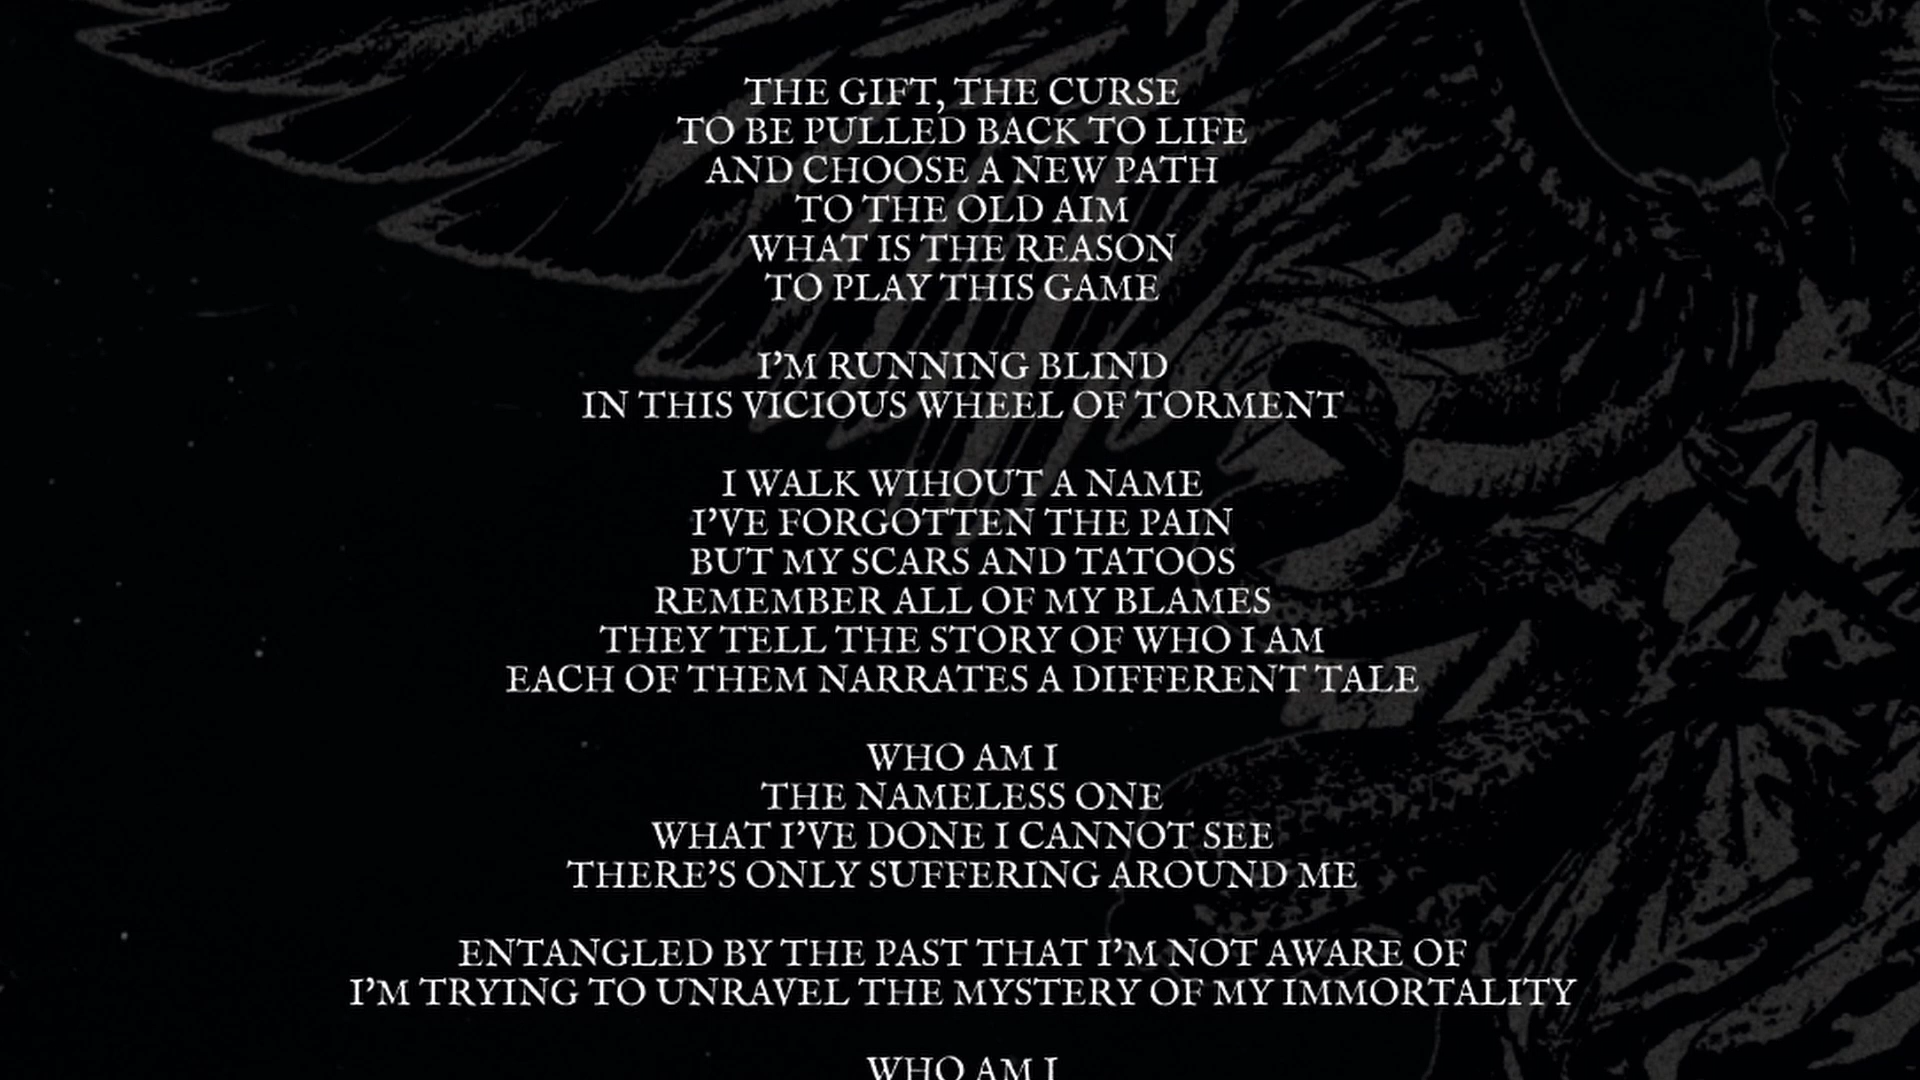 THE GIFT, THE CURSE
TO BE PULLED BACK TO LIFE
AND CHOOSE A NEW PATH
TO THE OLD AIM
WHAT IS THE REASON
TO PLAY THIS GAME
I'M RUNNING BLIND
IN THIS VICIOUS WHEEL OF TORMENT
I WALK WIHOUT A NAME
I'VE FORGOTTEN THE PAIN
BUT MY SCARS AND TATOOS
REMEMBER ALL OF MY BLAMES
THEY TELL THE STORY OF WHO I AM
EACH OF THEM NARRATES A DIFFERENT TALE
WHO AM I
THE NAMELESS ONE
WHAT I'VE DONE I CANNOT SEE
THERE'S ONLY SUFFERING AROUND ME
ENTANGLED BY THE PAST THAT I'M NOT AWARE OF
I'M TRYING TO UNRAVEL THE MYSTERY OF MY IMMORTALITY
WHO AM I